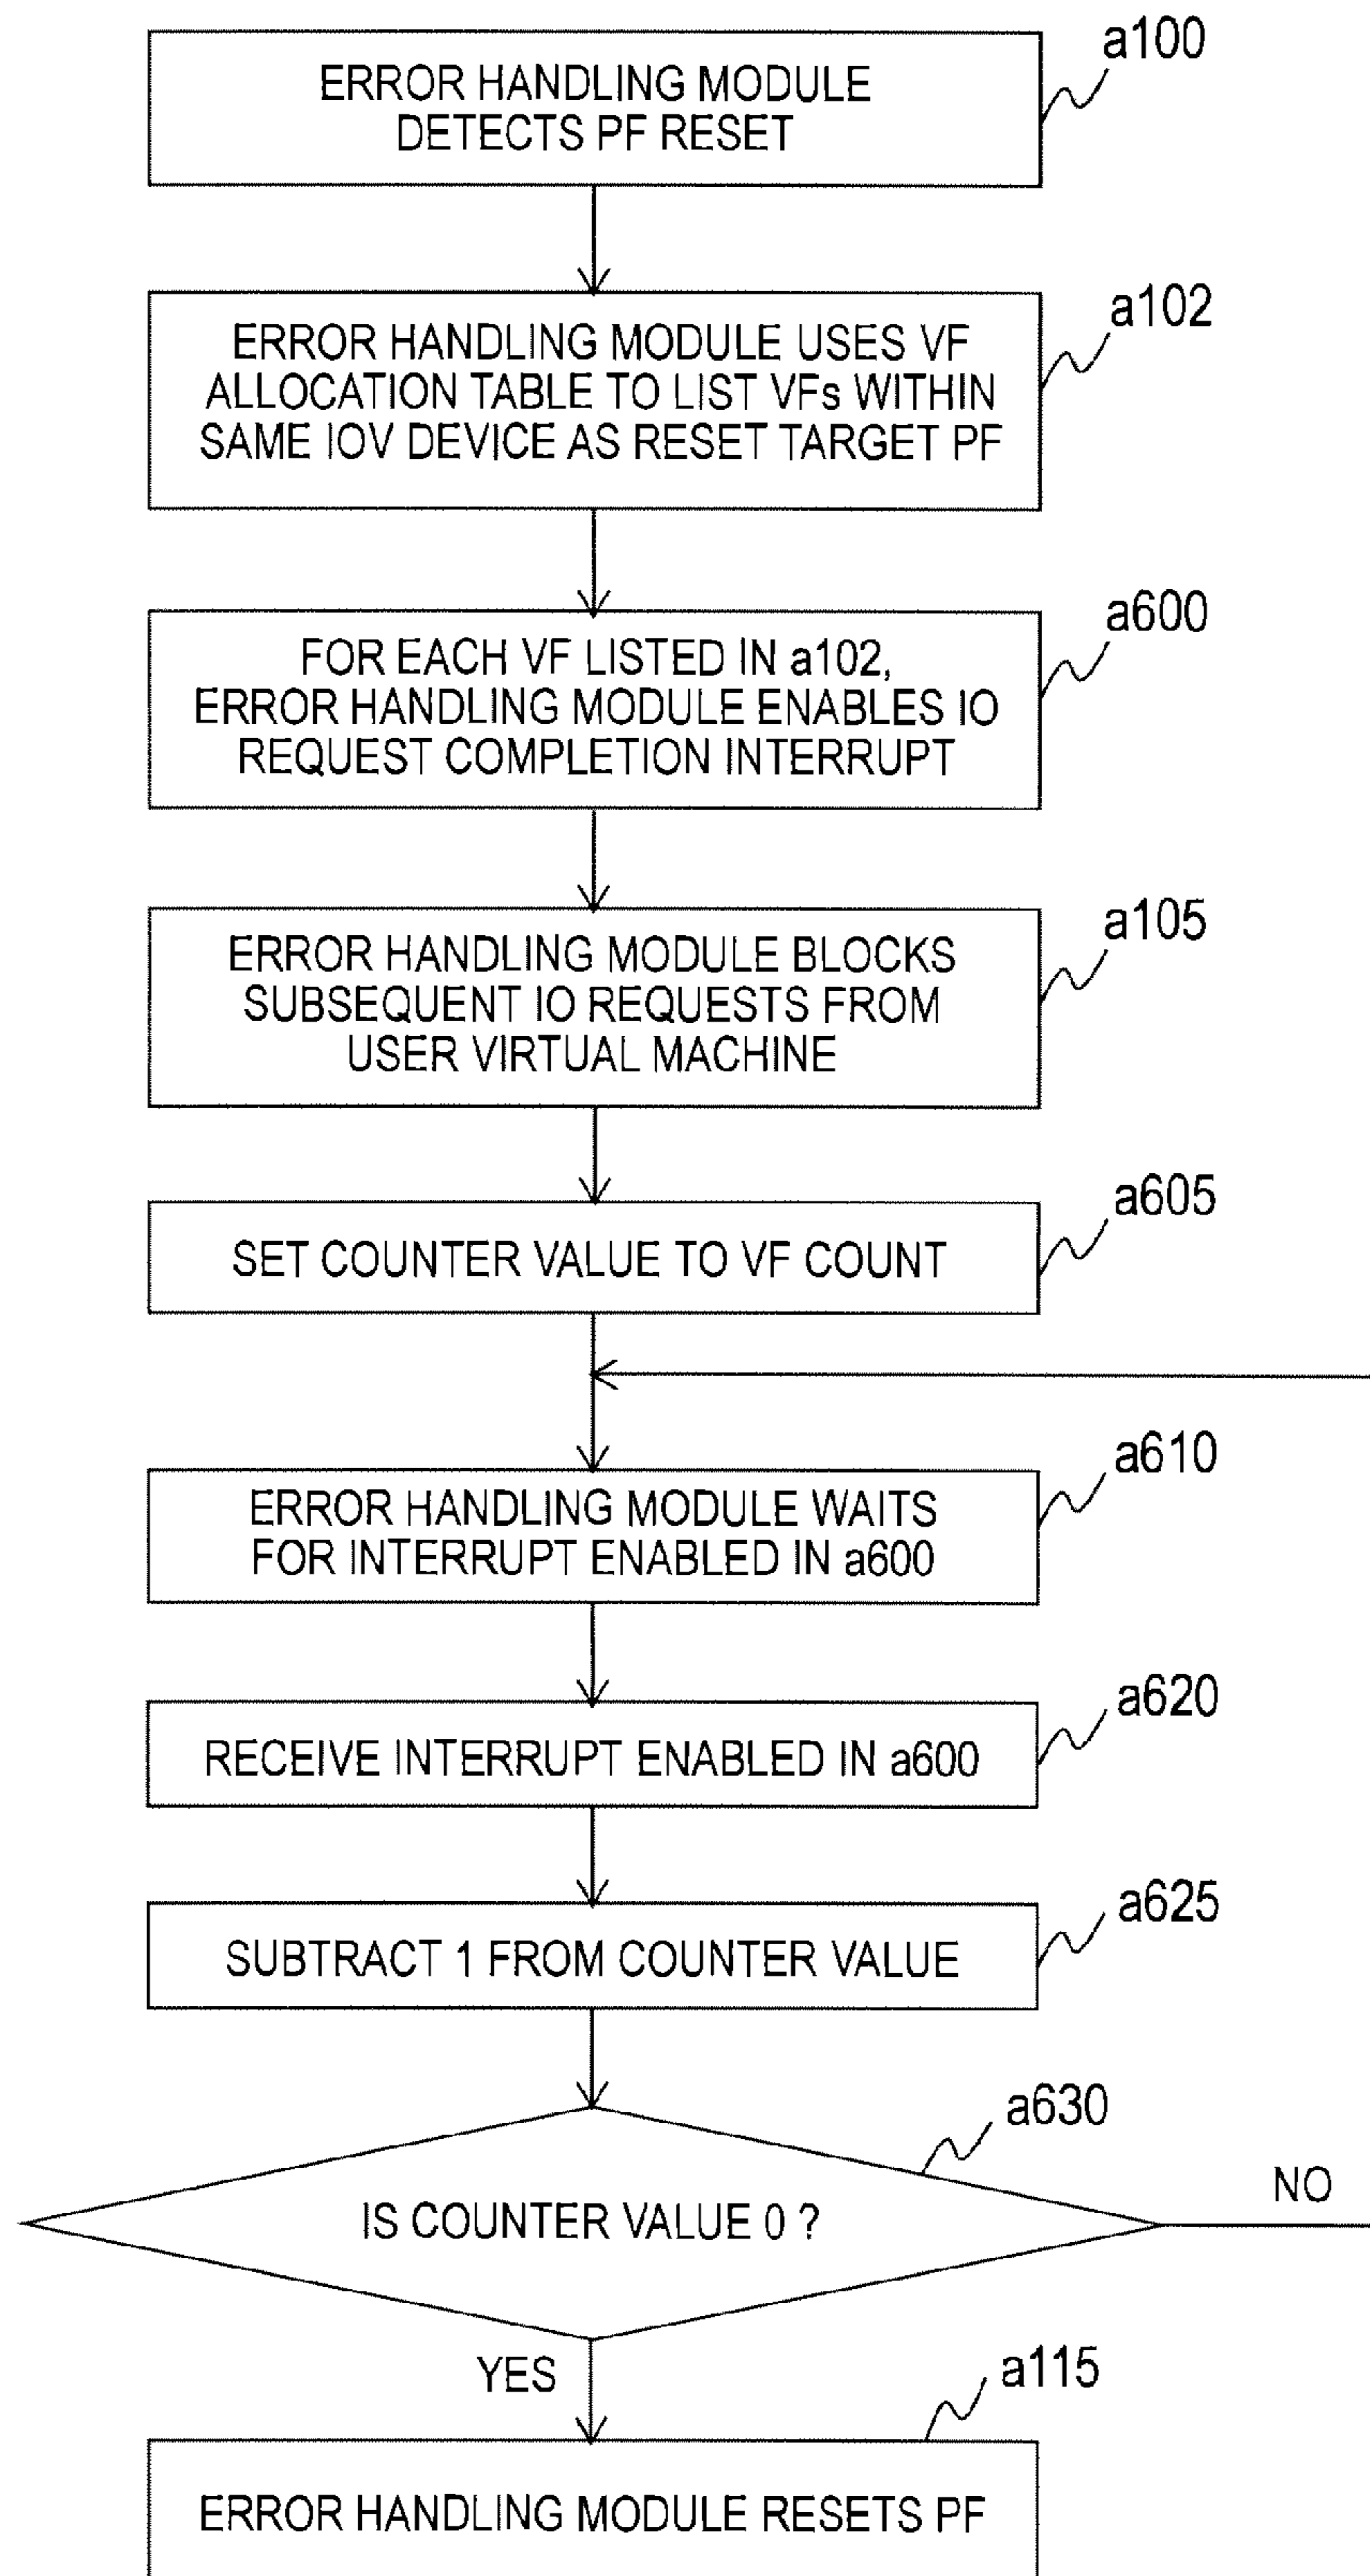 a100
ERROR HANDLING MODULE
DETECTS PF RESET
a102
ERROR HANDLING MODULE USES VF
ALLOCATION TABLE TO LIST VFs WITHIN
SAME IOV DEVICE AS RESET TARGET PF
a600
FOR EACH VF LISTED IN a102,
ERROR HANDLING MODULE ENABLES IO
REQUEST COMPLETION INTERRUPT
a105
ERROR HANDLING MODULE BLOCKS
SUBSEQUENT IO REQUESTS FROM
USER VIRTUAL MACHINE
a605
SET COUNTER VALUE TO VF COUNT
a610
ERROR HANDLING MODULE WAITS
FOR INTERRUPT ENABLED IN a600
a620
RECEIVE INTERRUPT ENABLED IN a600
a625
SUBTRACT 1 FROM COUNTER VALUE
a630
IS COUNTER VALUE 0 ?
NO
YES
a115
ERROR HANDLING MODULE RESETS PF